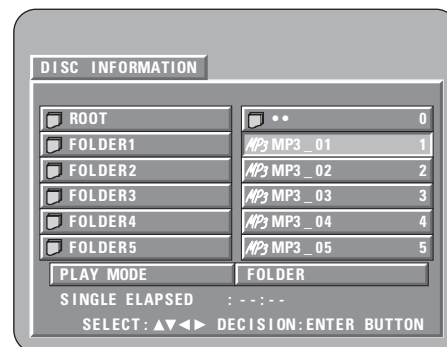 DISC INFORMATION
ROOT
FOLDER1
FOLDER2
FOLDER3
FOLDER4
FOLDER5
•• 0
MP3 MP3_01 1
MP3 MP3_02 2
MP3 MP3_03 3
MP3 MP3_04 4
MP3 MP3_05 5
PLAY MODE FOLDER
SINGLE ELAPSED :--:--
SELECT:▲▼◀▶ DECISION:ENTER BUTTON